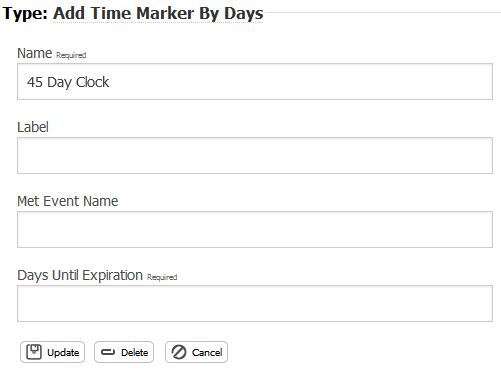 Type: Add Time Marker By Days
Name Required
45 Day Clock
Label
Met Event Name
Days Until Expiration Required
Update Delete Cancel